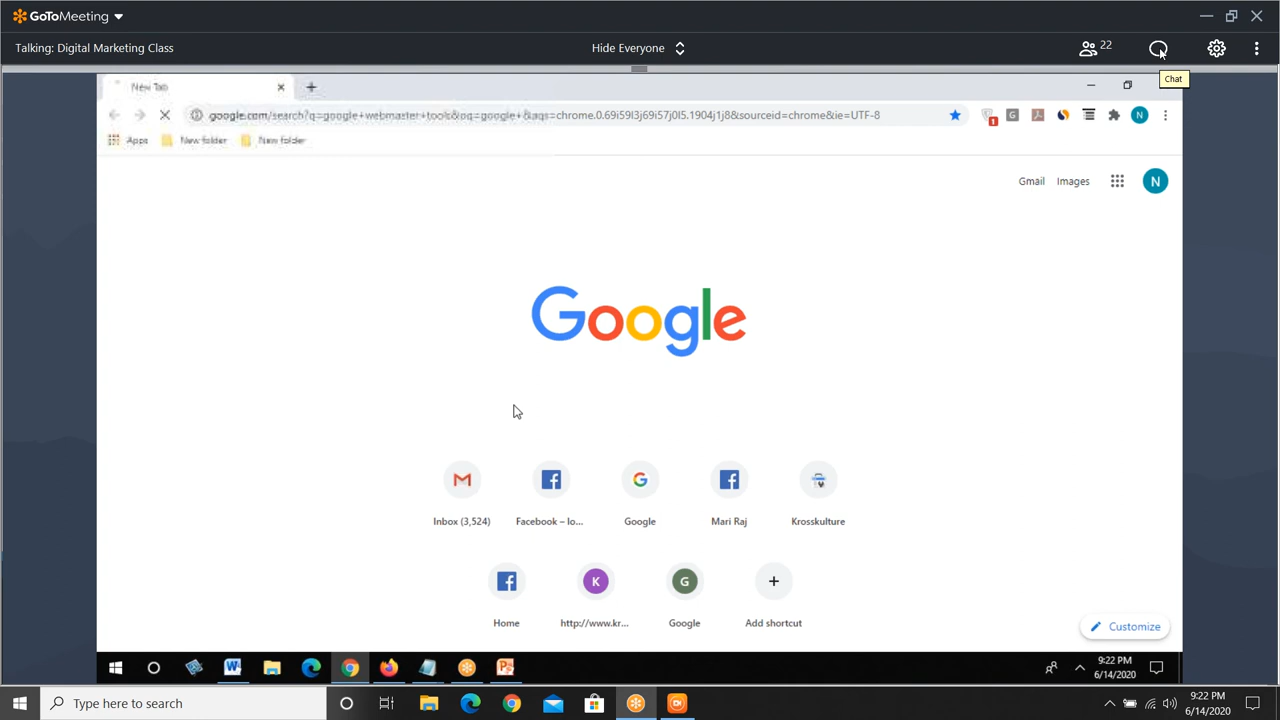 GoToMeeting
Talking: Digital Marketing Class
Hide Everyone
22
Chat
New Tab
google.com/search?q=google+webmaster+tools&oq=google+&aqs=chrome.0.69i59l3j69i57j0l5.1904j1j8&sourceid=chrome&ie=UTF-8
N
Apps New folder New folder
Gmail Images N
Google
Inbox (3,524) Facebook – lo... Google Mari Raj Krosskulture
K G
Home http://www.kr... Google Add shortcut
Customize
9:22 PM
6/14/2020
Type here to search
9:22 PM
6/14/2020